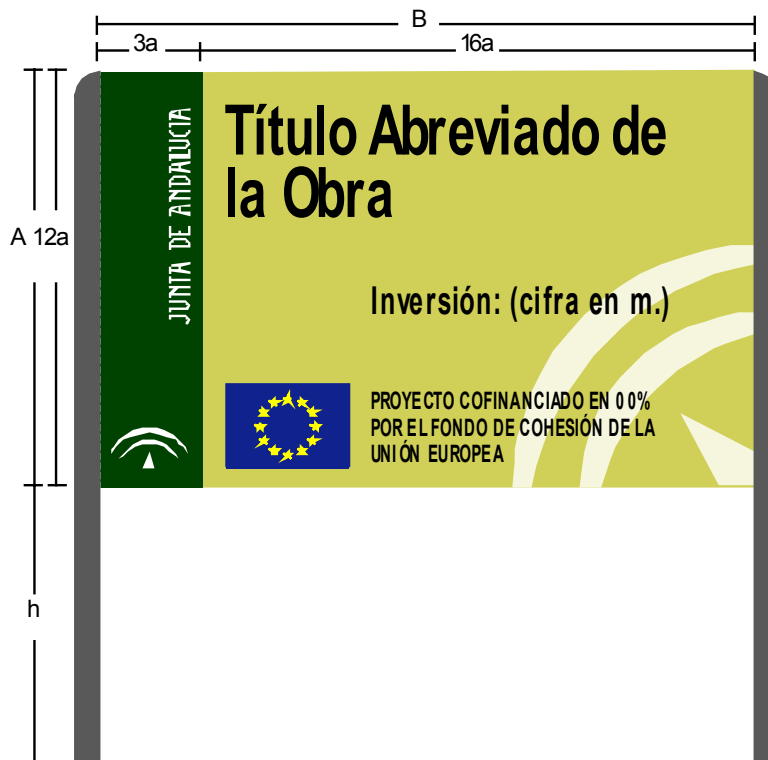 B
3a 16a
A 12a
h
JUNTA DE ANDALUCIA
Título Abreviado de
la Obra
Inversión: (cifra en m.)
PROYECTO COFINANCIADO EN 00%
POR EL FONDO DE COHESIÓN DE LA
UNIÓN EUROPEA